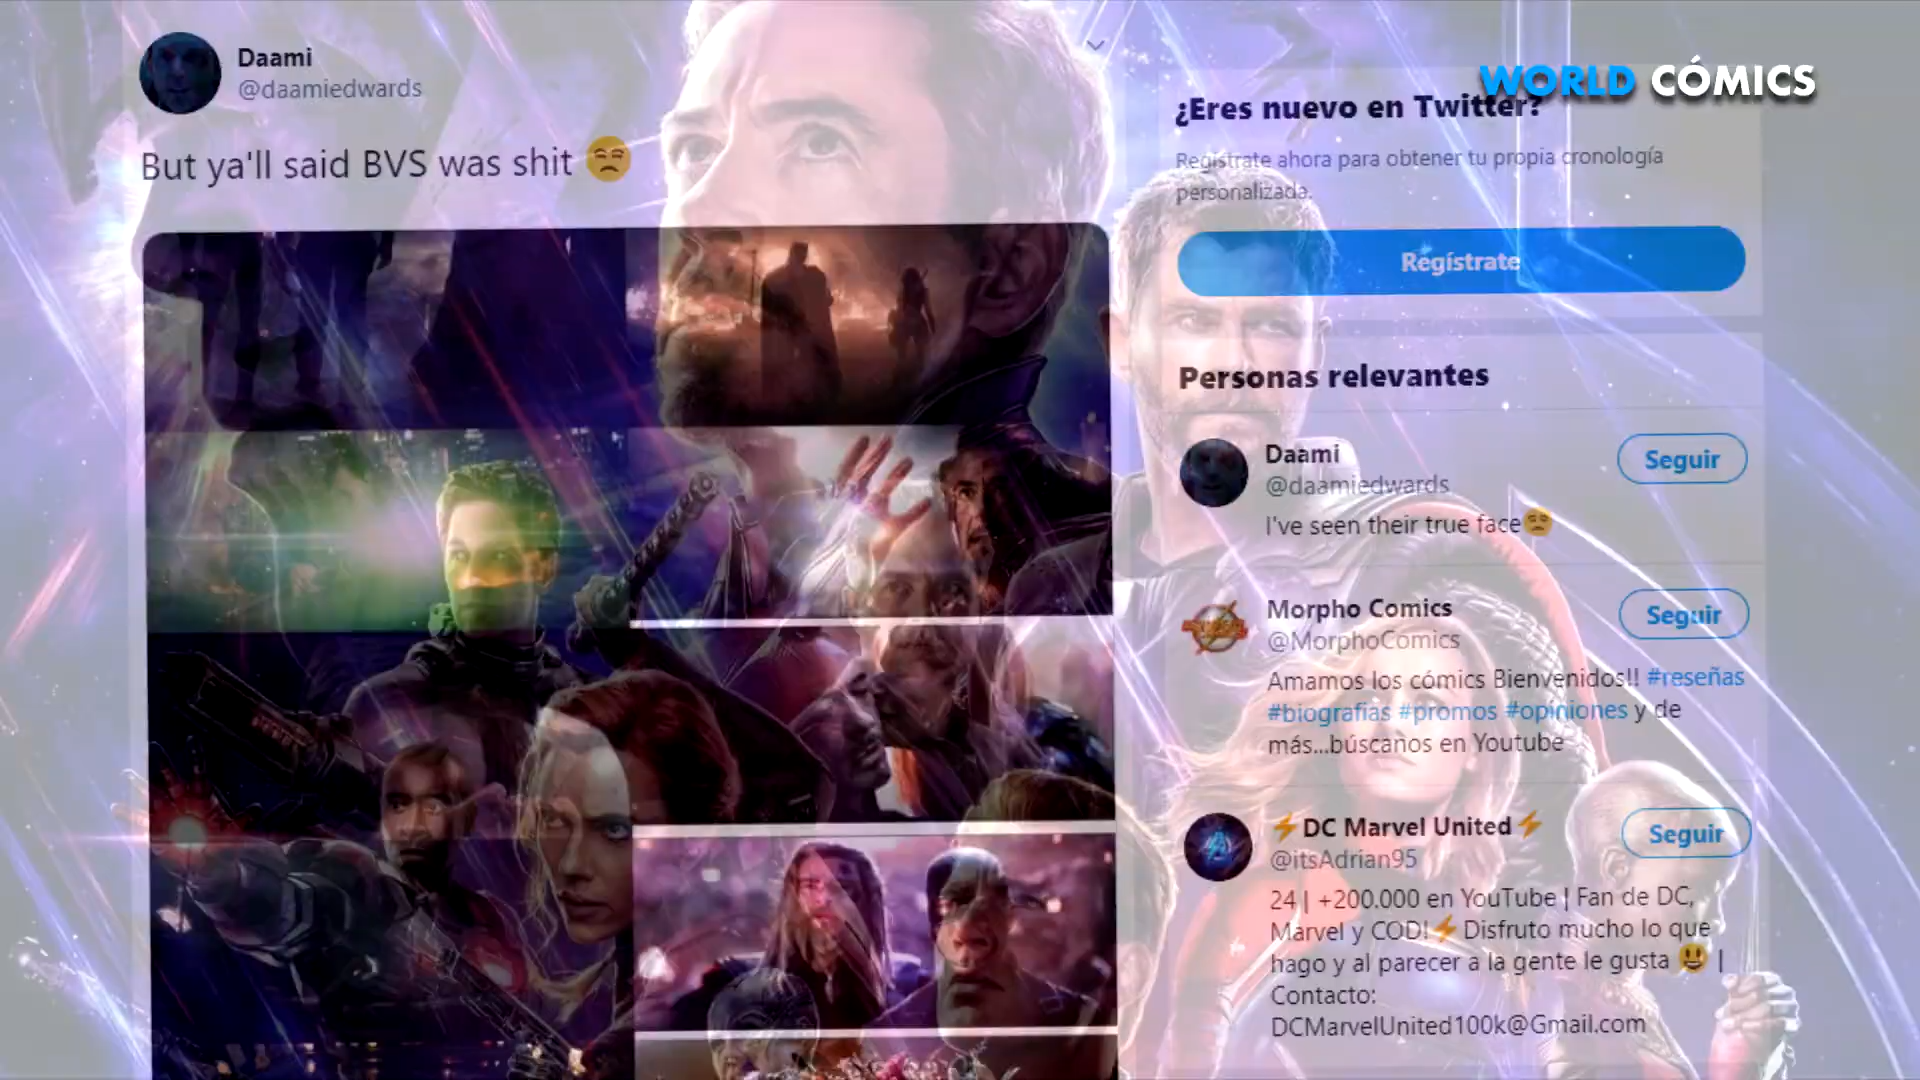 Daami
@daamiedwards
But ya'll said BVS was shit
WORLD CÓMICS
¿Eres nuevo en Twitter?
Regístrate ahora para obtener tu propia cronología
personalizada.
Regístrate
Personas relevantes
Daami
@daamiedwards
Seguir
I've seen their true face
Morpho Comics
@MorphoComics
Seguir
Amamos los cómics Bienvenidos!! #reseñas
#biografias #promos #opiniones y de
más...búscanos en Youtube
⚡DC Marvel United⚡
@itsAdrian95
Seguir
24 | +200.000 en YouTube | Fan de DC,
Marvel y COD!⚡ Disfruto mucho lo que
hago y al parecer a la gente le gusta 😃 |
Contacto:
DCMarvelUnited100k@Gmail.com